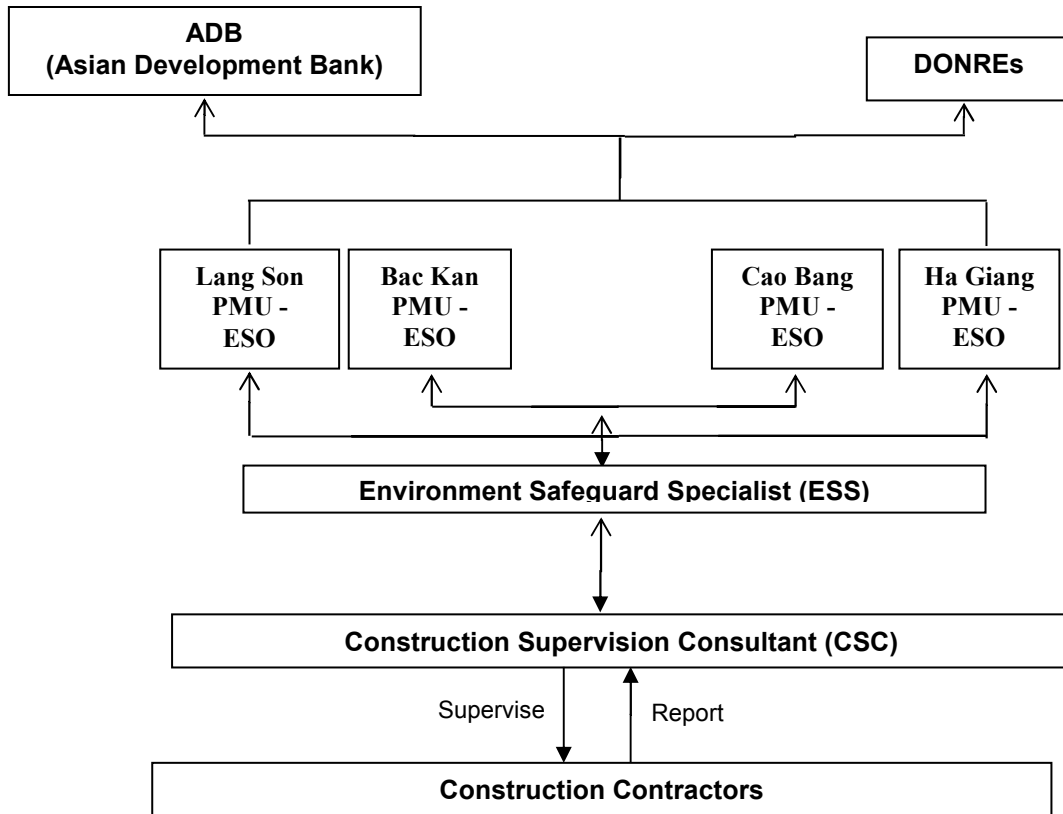 ADB
(Asian Development Bank)
DONREs
Lang Son
PMU -
ESO
Bac Kan
PMU -
ESO
Cao Bang
PMU -
ESO
Ha Giang
PMU -
ESO
Environment Safeguard Specialist (ESS)
Construction Supervision Consultant (CSC)
Supervise
Report
Construction Contractors